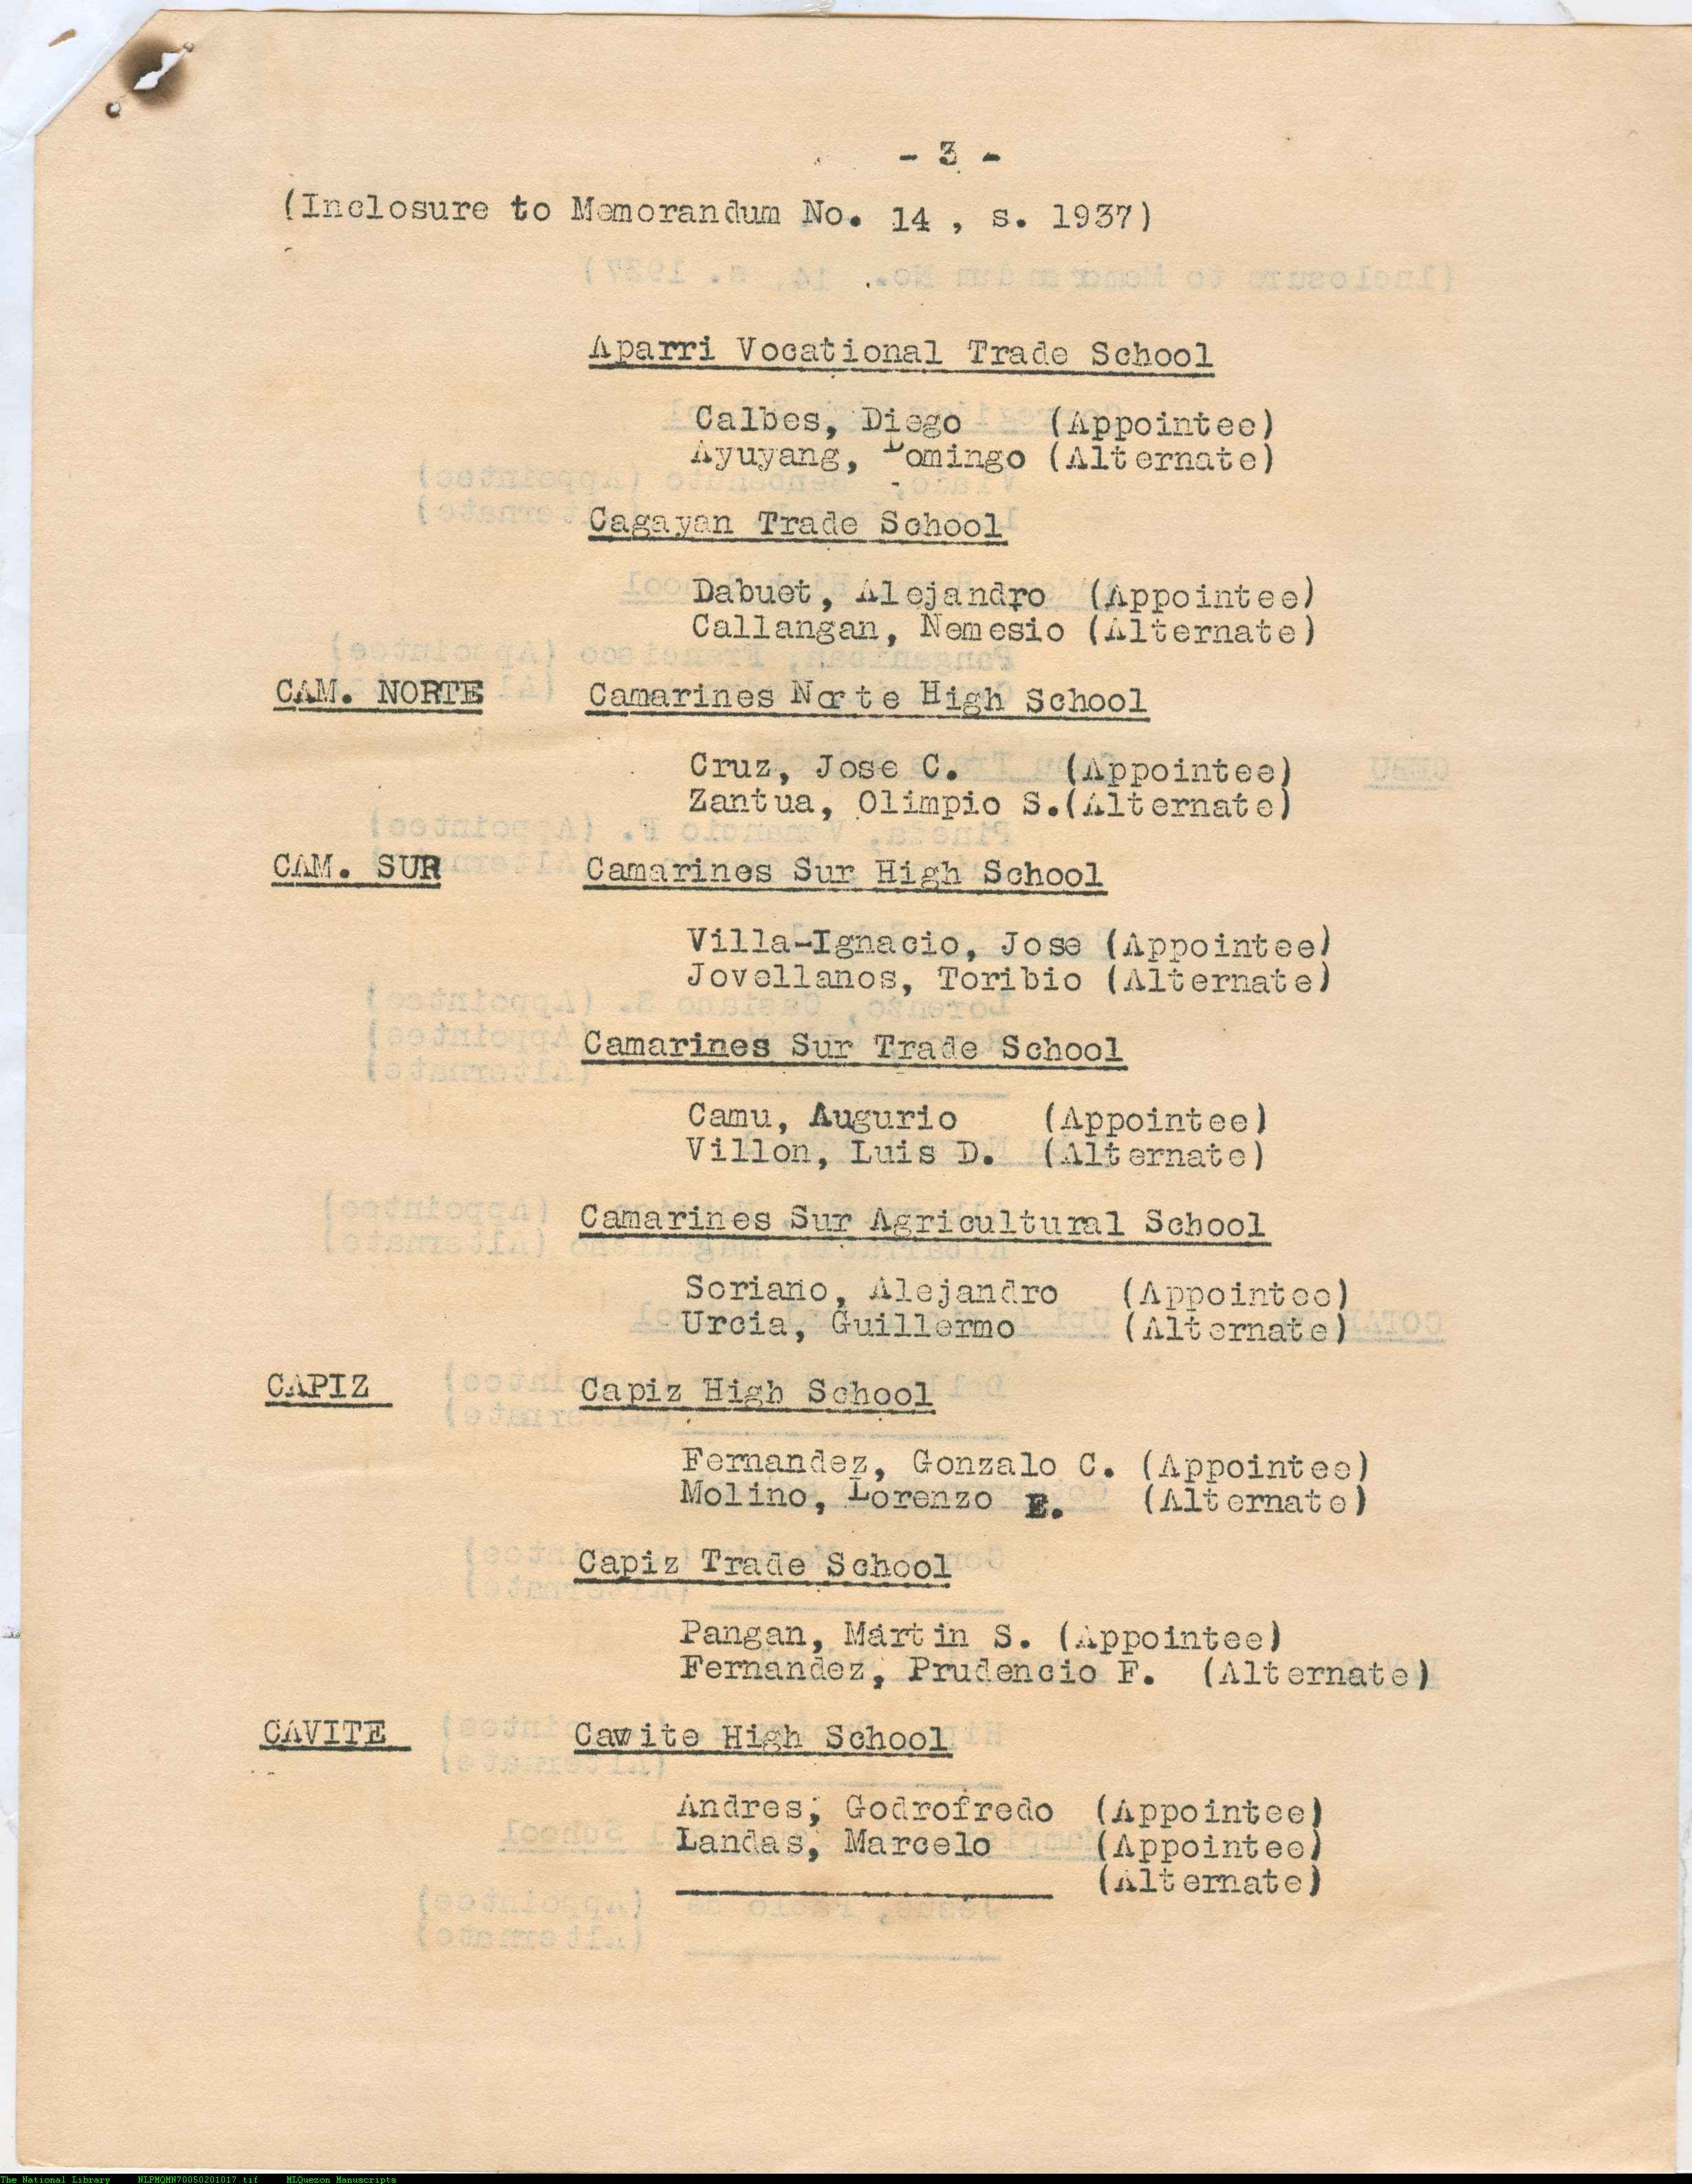 - 3 -
(Inclosure to Memorandum No. 14 , s. 1937)
Aparri Vocational Trade School
Calbes, Diego (Appointee)
Ayuyang, Domingo (Alternate)
Cagayan Trade School
Dabuet, Alejandro (Appointee)
Callangan, Nemesio (Alternate)
CAM. NORTE Camarines Norte High School
Cruz, Jose C. (Appointee)
Zantua, Olimpio S.(Alternate)
CAM. SUR Camarines Sur High School
Villa-Ignacio, Jose (Appointee)
Jovellanos, Toribio (Alternate)
Camarines Sur Trade School
Camu, Augurio (Appointee)
Villon, Luis D. (Alternate)
Camarines Sur Agricultural School
Soriano, Alejandro (Appointee)
Urcia, Guillermo (Alternate)
CAPIZ Capiz High School
Fernandez, Gonzalo C. (Appointee)
Molino, Lorenzo E. (Alternate)
Capiz Trade School
Pangan, Martin S. (Appointee)
Fernandez, Prudencio F. (Alternate)
CAVITE Cavite High School
Andres, Godrofredo (Appointee)
Landas, Marcelo (Appointee)
(Alternate)
The National Library NLPMQMN70050201017 tif MLQuezon Manuscripts